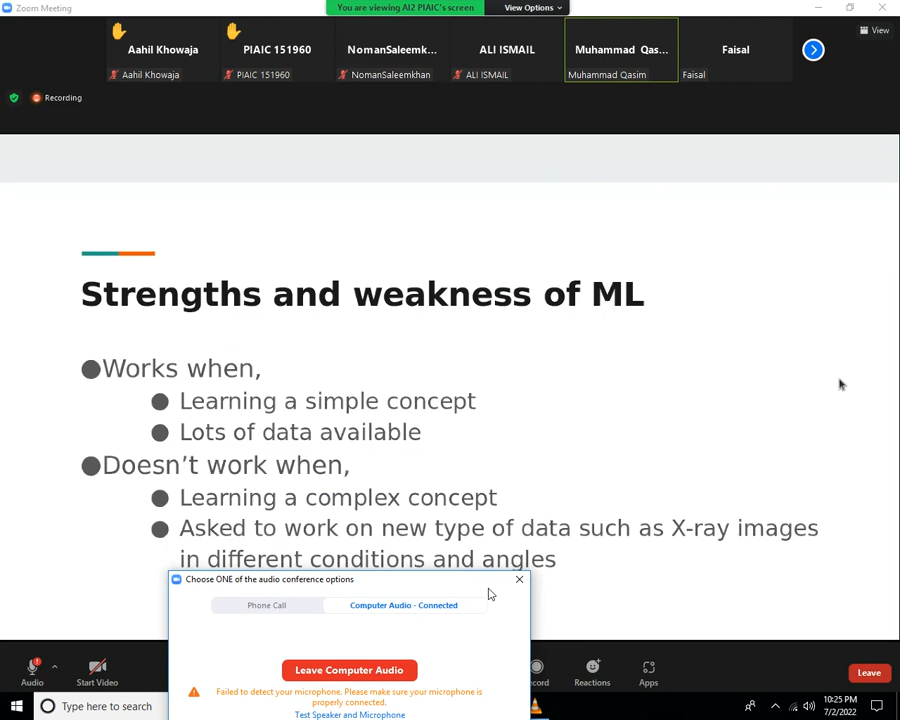 Zoom Meeting
You are viewing AI2 PIAIC's screen
View Options
Aahil Khowaja
PIAIC 151960
NomanSaleemk...
ALI ISMAIL
Muhammad Qas...
Faisal
View
Aahil Khowaja
PIAIC 151960
NomanSaleemkhan
ALI ISMAIL
Muhammad Qasim
Faisal
Recording
Strengths and weakness of ML
●Works when,
● Learning a simple concept
● Lots of data available
●Doesn’t work when,
● Learning a complex concept
● Asked to work on new type of data such as X-ray images
in different conditions and angles
Choose ONE of the audio conference options
Phone Call
Computer Audio - Connected
Leave Computer Audio
Failed to detect your microphone. Please make sure your microphone is
properly connected.
Test Speaker and Microphone
Audio
Start Video
cord
Reactions
Apps
Leave
Type here to search
10:25 PM
7/2/2022